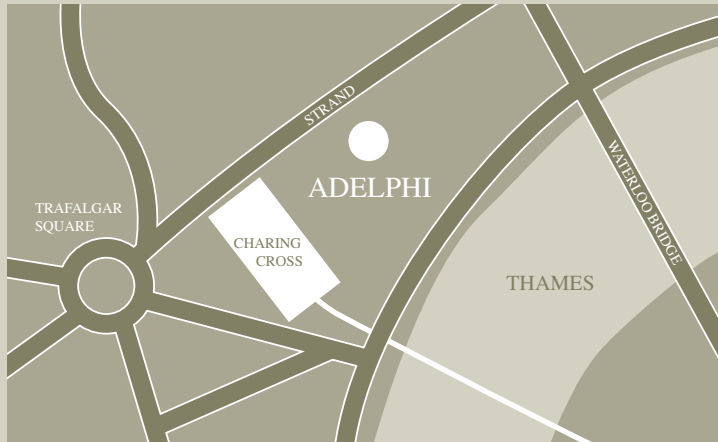 STRAND
ADELPHI
TRAFALGAR
SQUARE
CHARING
CROSS
WATERLOO BRIDGE
THAMES